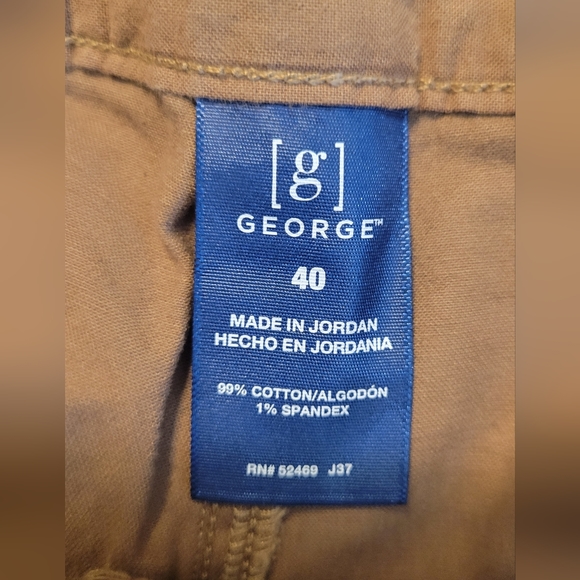 [g]
GEORGE™
40
MADE IN JORDAN
HECHO EN JORDANIA
99% COTTON/ALGODÓN
1% SPANDEX
RN# 52469 J37